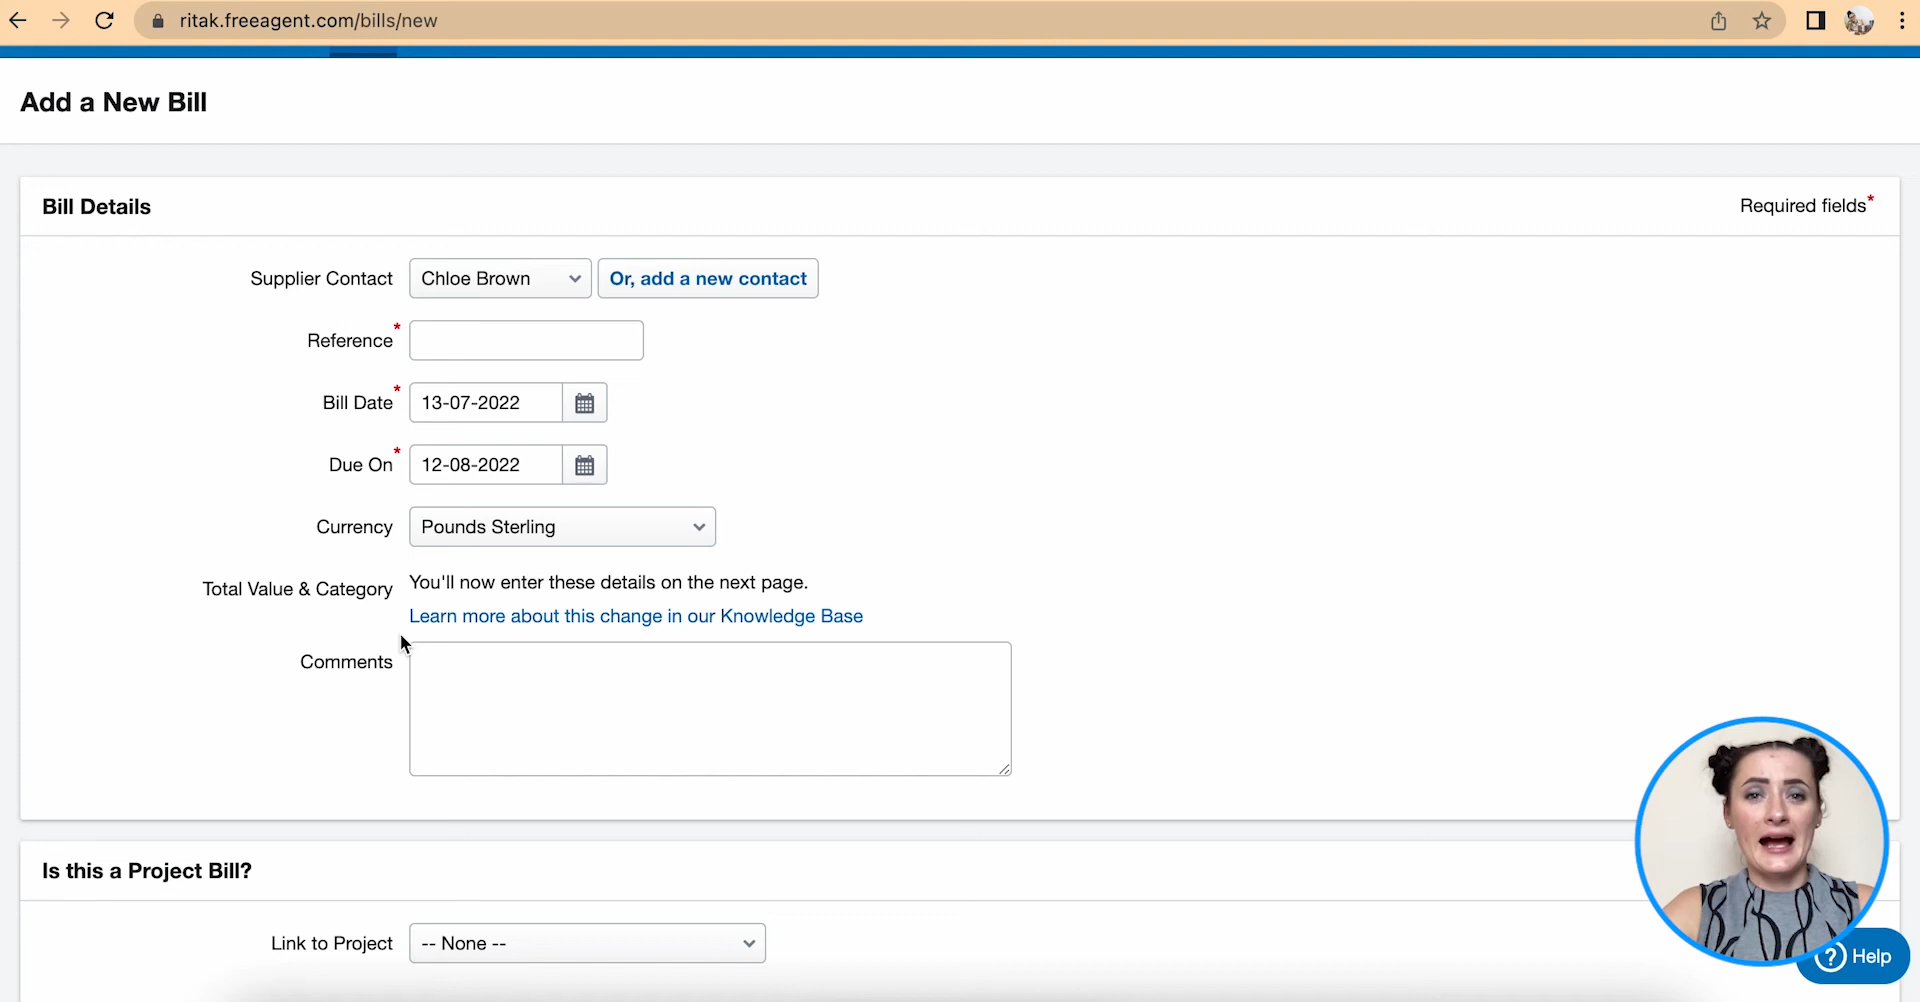 ritak.freeagent.com/bills/new
Add a New Bill
Bill Details
Required fields*
Supplier Contact Chloe Brown Or, add a new contact
Reference*
Bill Date* 13-07-2022
Due On* 12-08-2022
Currency Pounds Sterling
Total Value & Category You'll now enter these details on the next page.
Learn more about this change in our Knowledge Base
Comments
Is this a Project Bill?
Link to Project -- None --
? Help